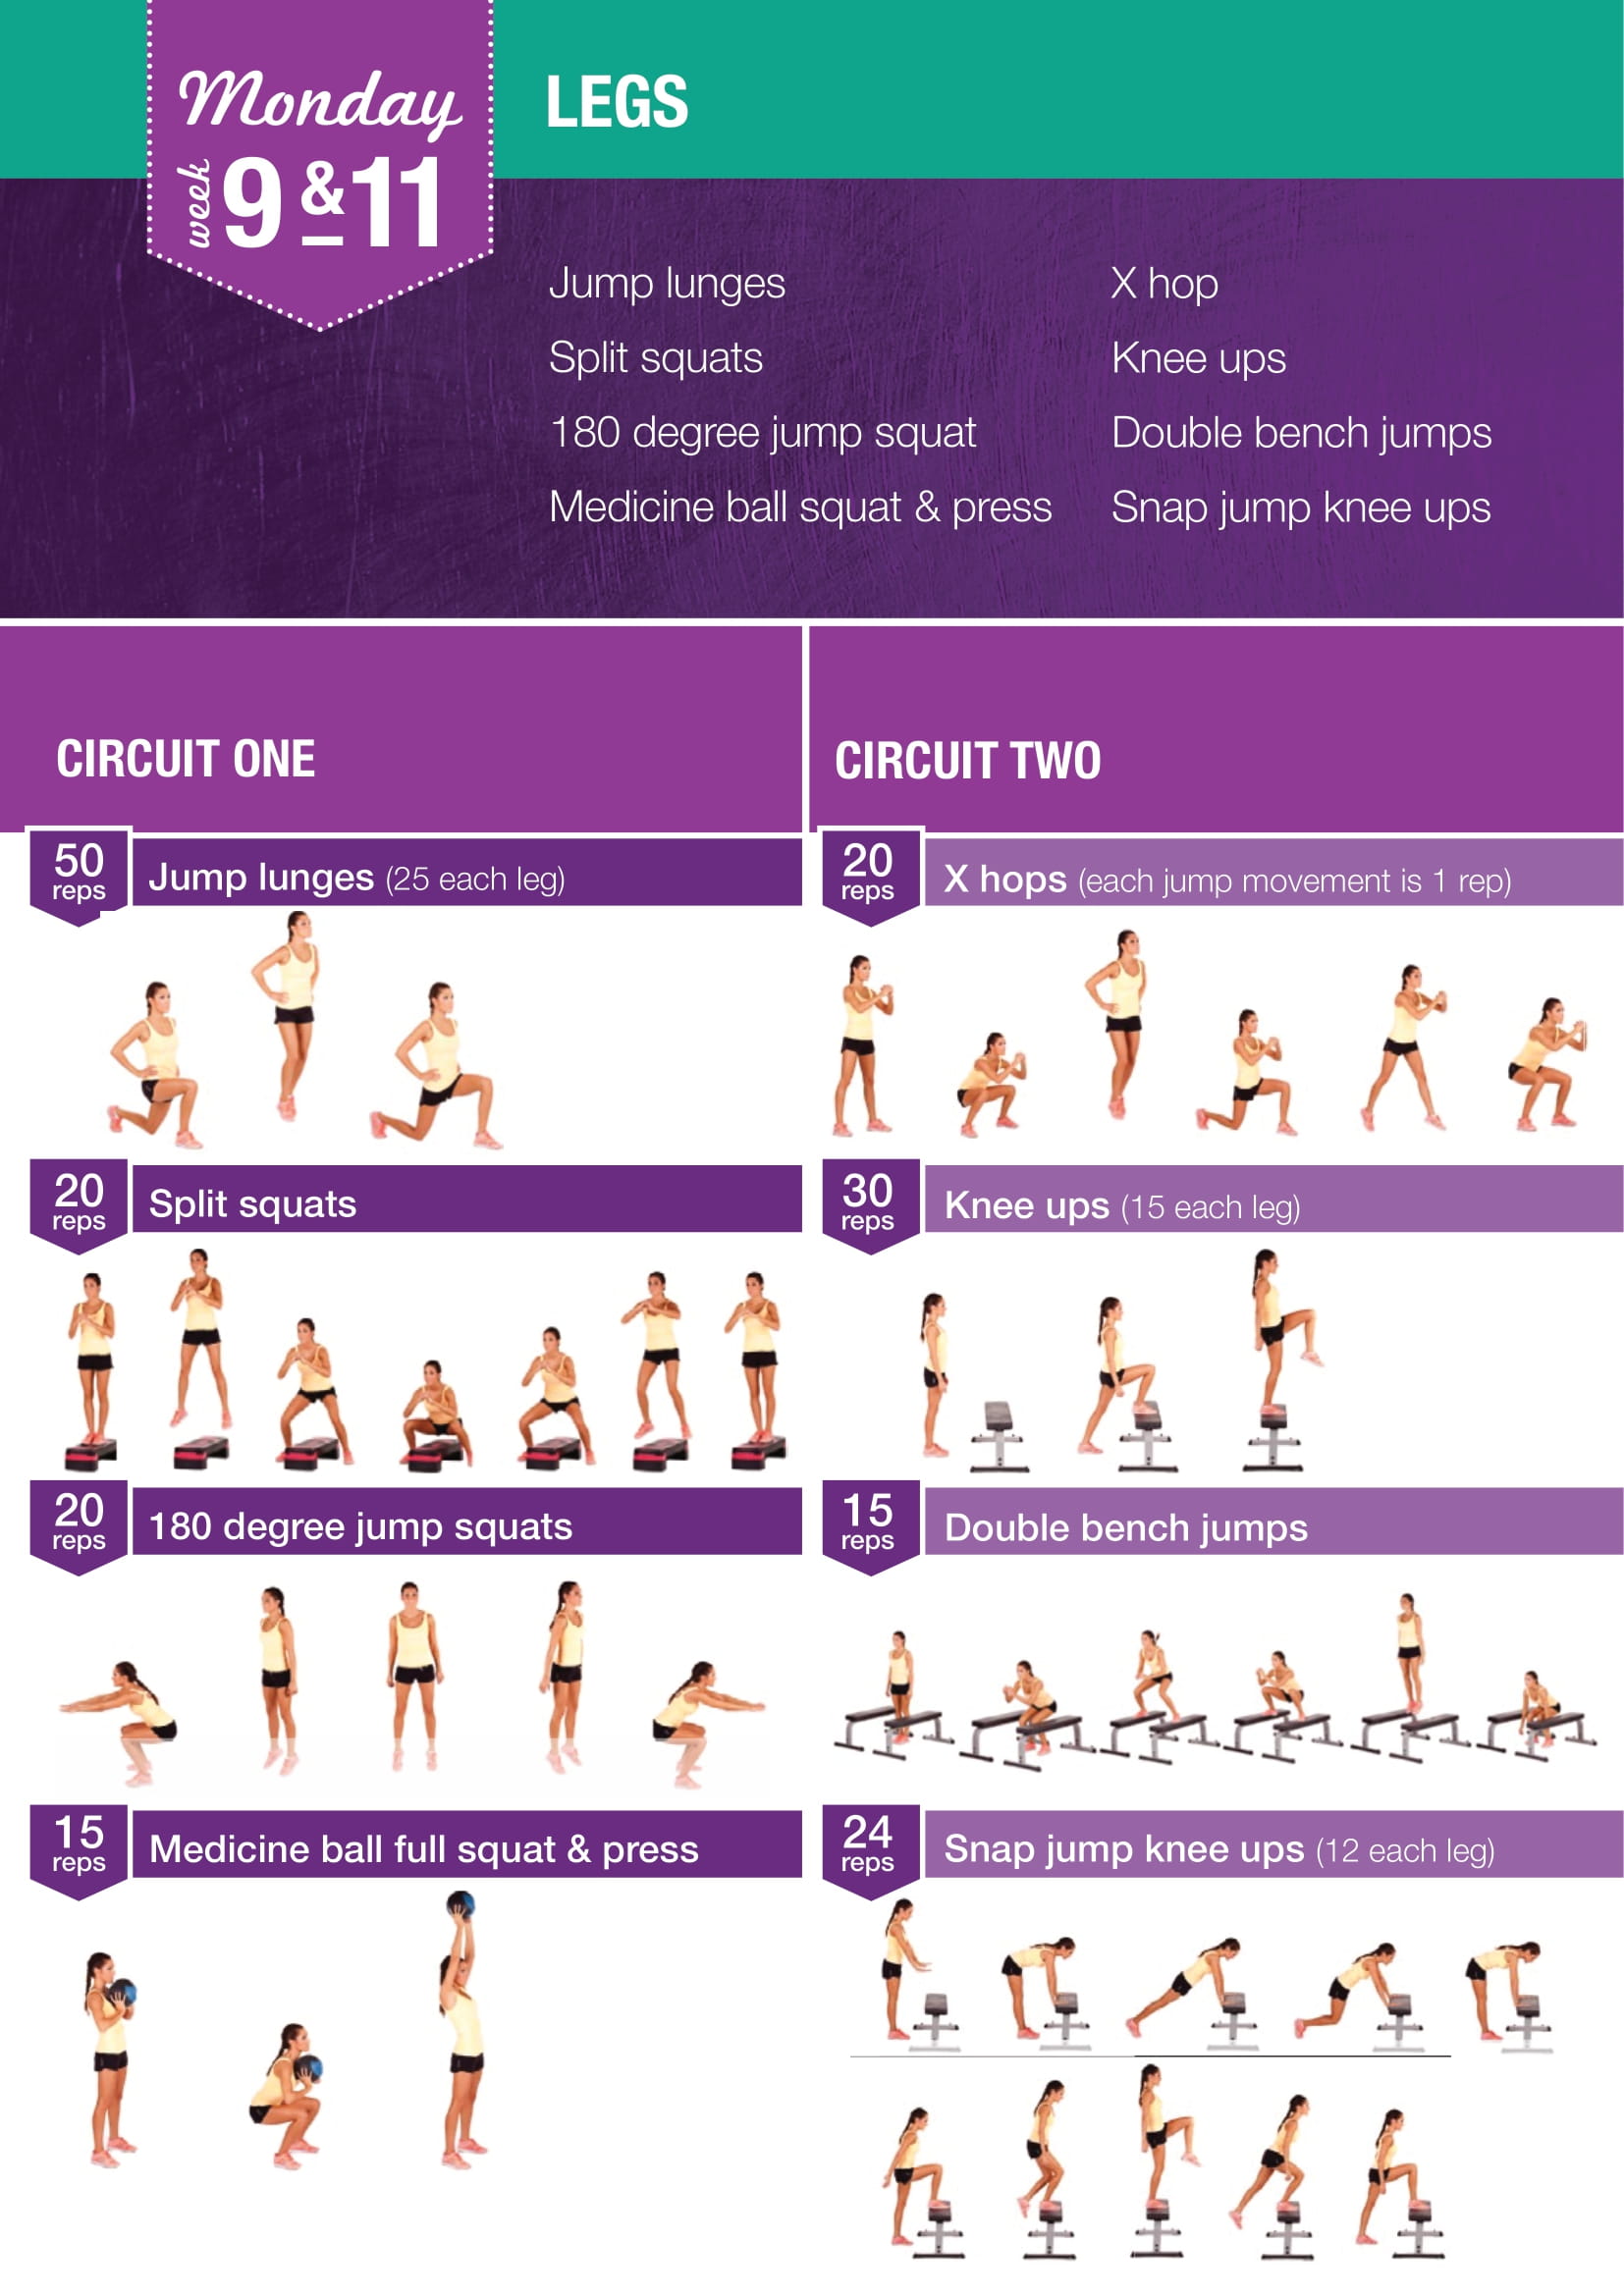 Monday
week 9 & 11
LEGS
Jump lunges
Split squats
180 degree jump squat
Medicine ball squat & press
X hop
Knee ups
Double bench jumps
Snap jump knee ups
CIRCUIT ONE
50 reps
Jump lunges (25 each leg)
20 reps
Split squats
20 reps
180 degree jump squats
15 reps
Medicine ball full squat & press
CIRCUIT TWO
20 reps
X hops (each jump movement is 1 rep)
30 reps
Knee ups (15 each leg)
15 reps
Double bench jumps
24 reps
Snap jump knee ups (12 each leg)